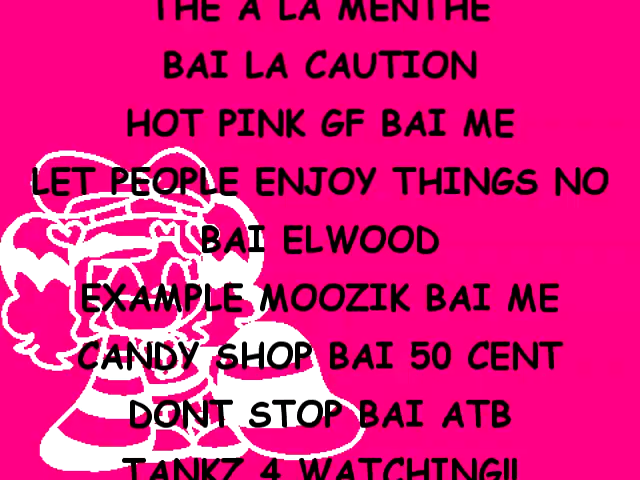 THE A LA MENTHE
BAI LA CAUTION
HOT PINK GF BAI ME
LET PEOPLE ENJOY THINGS NO
BAI ELWOOD
EXAMPLE MOOZIK BAI ME
CANDY SHOP BAI 50 CENT
DONT STOP BAI ATB
TANKZ 4 WATCHING!!